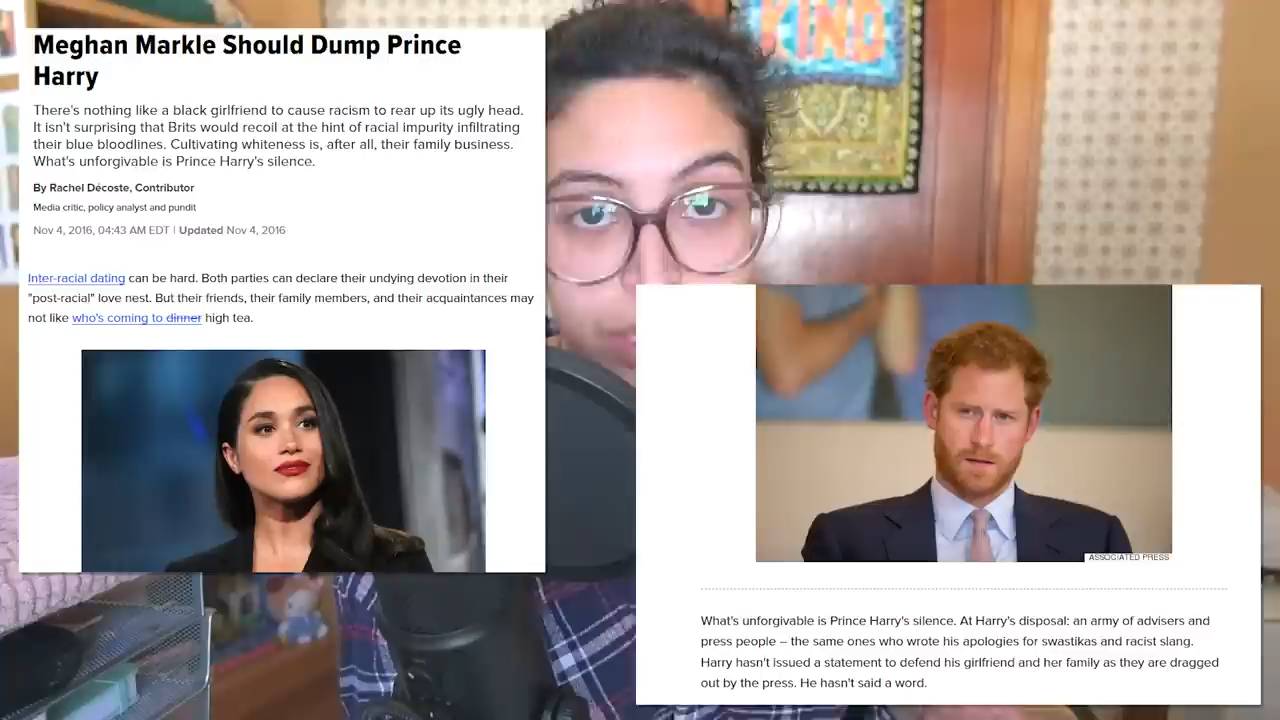 Meghan Markle Should Dump Prince
Harry
There's nothing like a black girlfriend to cause racism to rear up its ugly head.
It isn't surprising that Brits would recoil at the hint of racial impurity infiltrating
their blue bloodlines. Cultivating whiteness is, after all, their family business.
What's unforgivable is Prince Harry's silence.
By Rachel Décoste, Contributor
Media critic, policy analyst and pundit
Nov 4, 2016, 04:43 AM EDT | Updated Nov 4, 2016
Inter-racial dating can be hard. Both parties can declare their undying devotion in their
"post-racial" love nest. But their friends, their family members, and their acquaintances may
not like who's coming to dinner high tea.
KIND
ASSOCIATED PRESS
What's unforgivable is Prince Harry's silence. At Harry's disposal: an army of advisers and
press people – the same ones who wrote his apologies for swastikas and racist slang.
Harry hasn't issued a statement to defend his girlfriend and her family as they are dragged
out by the press. He hasn't said a word.